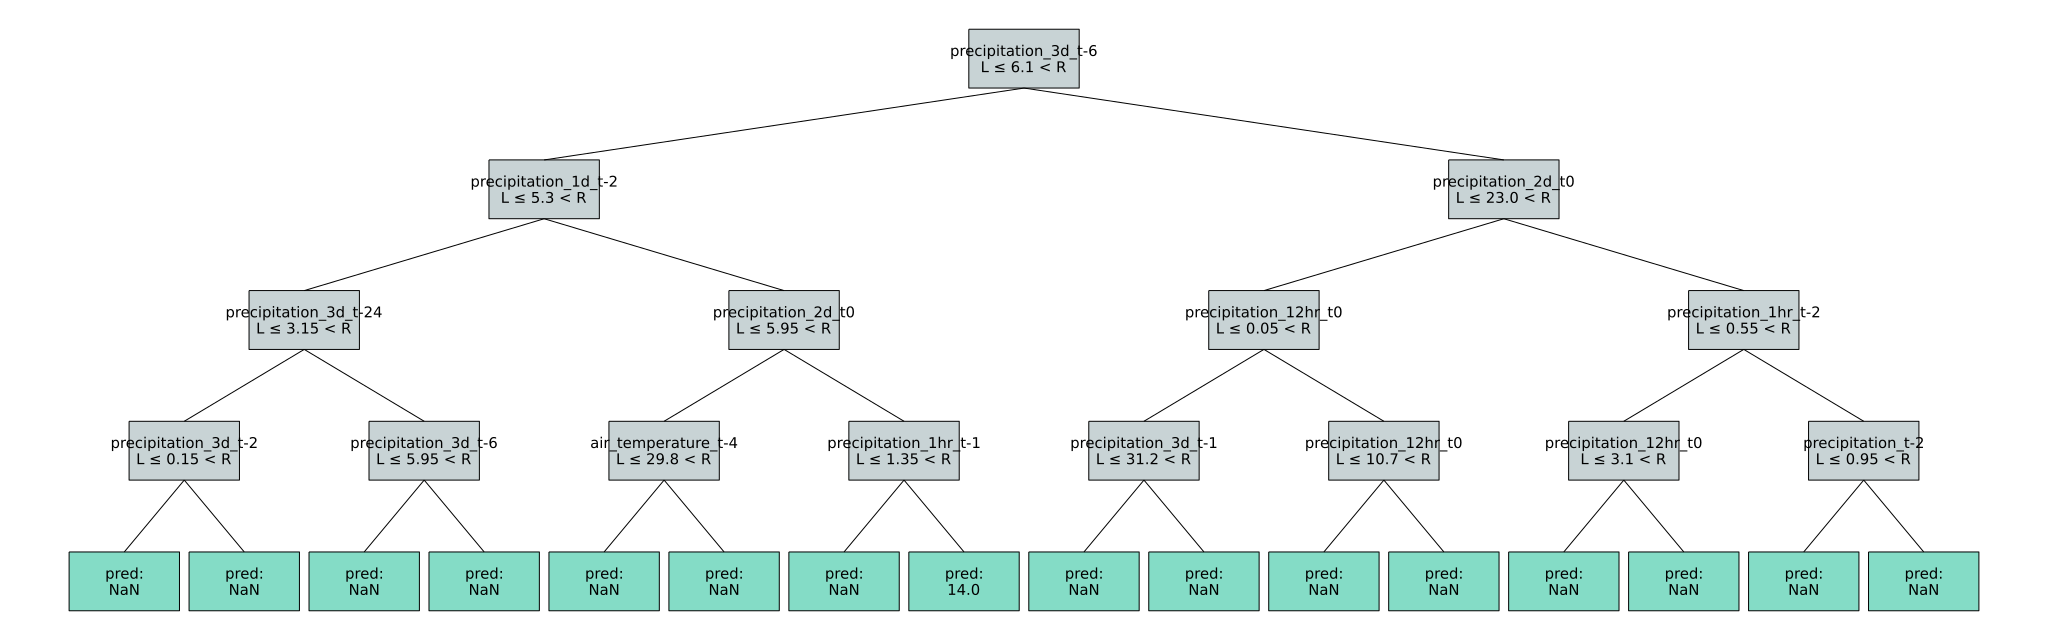 precipitation_3d_t-6
L ≤ 6.1 < R
precipitation_1d_t-2
L ≤ 5.3 < R
precipitation_2d_t0
L ≤ 23.0 < R
precipitation_3d_t-24
L ≤ 3.15 < R
precipitation_2d_t0
L ≤ 5.95 < R
precipitation_12hr_t0
L ≤ 0.05 < R
precipitation_1hr_t-2
L ≤ 0.55 < R
precipitation_3d_t-2
L ≤ 0.15 < R
precipitation_3d_t-6
L ≤ 5.95 < R
air_temperature_t-4
L ≤ 29.8 < R
precipitation_1hr_t-1
L ≤ 1.35 < R
precipitation_3d_t-1
L ≤ 31.2 < R
precipitation_12hr_t0
L ≤ 10.7 < R
precipitation_12hr_t0
L ≤ 3.1 < R
precipitation_t-2
L ≤ 0.95 < R
pred:
NaN
pred:
NaN
pred:
NaN
pred:
NaN
pred:
NaN
pred:
NaN
pred:
NaN
pred:
14.0
pred:
NaN
pred:
NaN
pred:
NaN
pred:
NaN
pred:
NaN
pred:
NaN
pred:
NaN
pred:
NaN